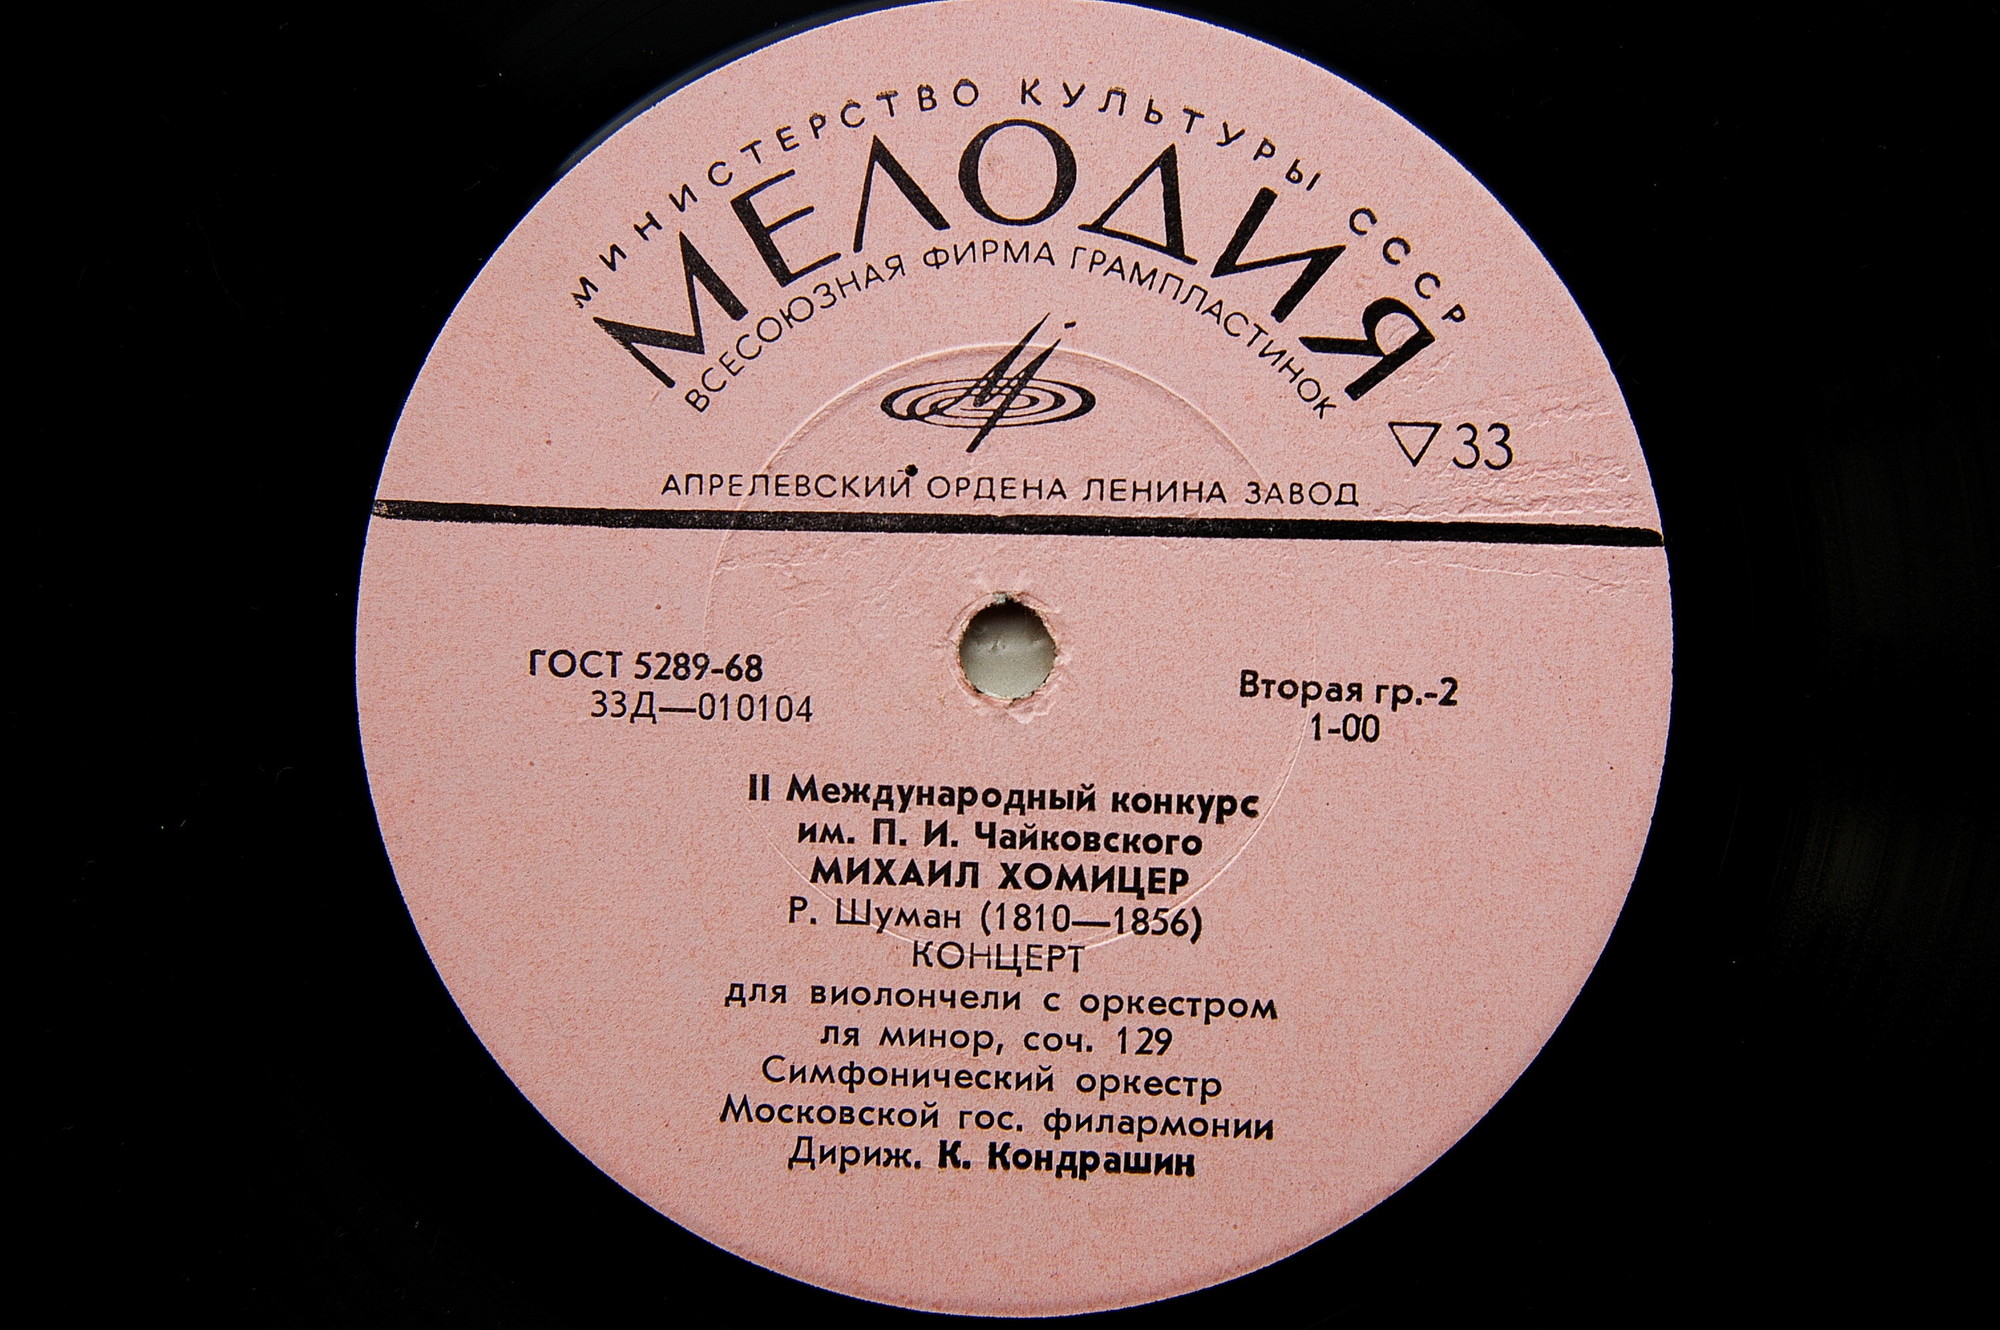 МИНИСТЕРСТВО КУЛЬТУРЫ СССР
МЕЛОДИЯ
ВСЕСОЮЗНАЯ ФИРМА ГРАМПЛАСТИНОК
33
АПРЕЛЕВСКИЙ ОРДЕНА ЛЕНИНА ЗАВОД
ГОСТ 5289-68
33Д—010104
Вторая гр.-2
1-00
II Международный конкурс
им. П. И. Чайковского
МИХАИЛ ХОМИЦЕР
Р. Шуман (1810—1856)
КОНЦЕРТ
для виолончели с оркестром
ля минор, соч. 129
Симфонический оркестр
Московской гос. филармонии
Дириж. К. Кондрашин